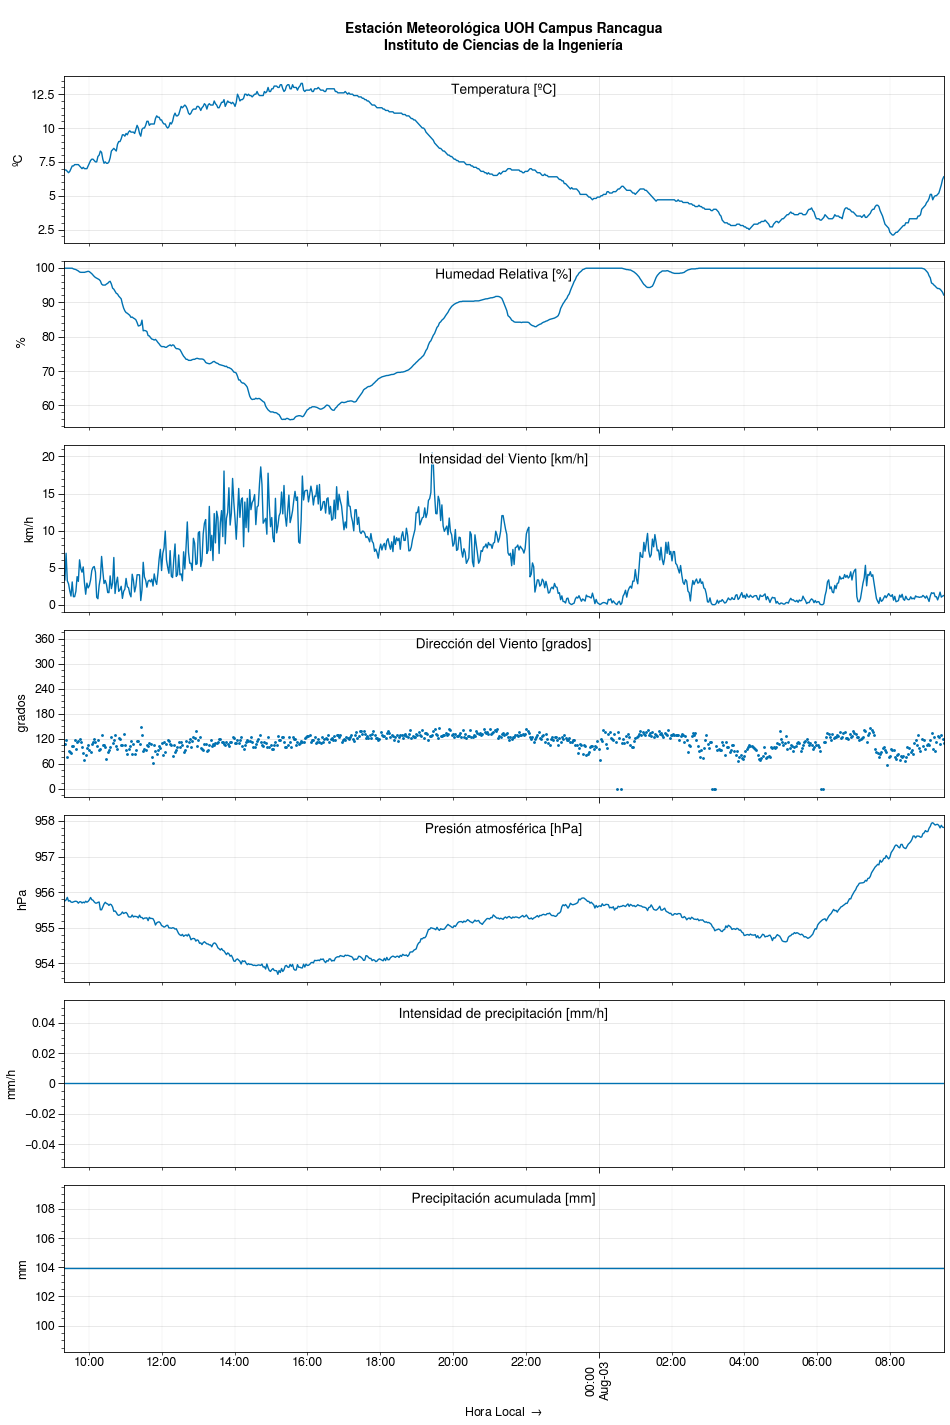 Estación Meteorológica UOH Campus Rancagua
Instituto de Ciencias de la Ingeniería
Temperatura [ºC]
ºC
12.5
10
7.5
5
2.5
Humedad Relativa [%]
%
100
90
80
70
60
Intensidad del Viento [km/h]
km/h
20
15
10
5
0
Dirección del Viento [grados]
grados
360
300
240
180
120
60
0
Presión atmosférica [hPa]
hPa
958
957
956
955
954
Intensidad de precipitación [mm/h]
mm/h
0.04
0.02
0
−0.02
−0.04
Precipitación acumulada [mm]
mm
108
106
104
102
100
10:00 12:00 14:00 16:00 18:00 20:00 22:00 00:00 02:00 04:00 06:00 08:00
Aug-03
Hora Local →